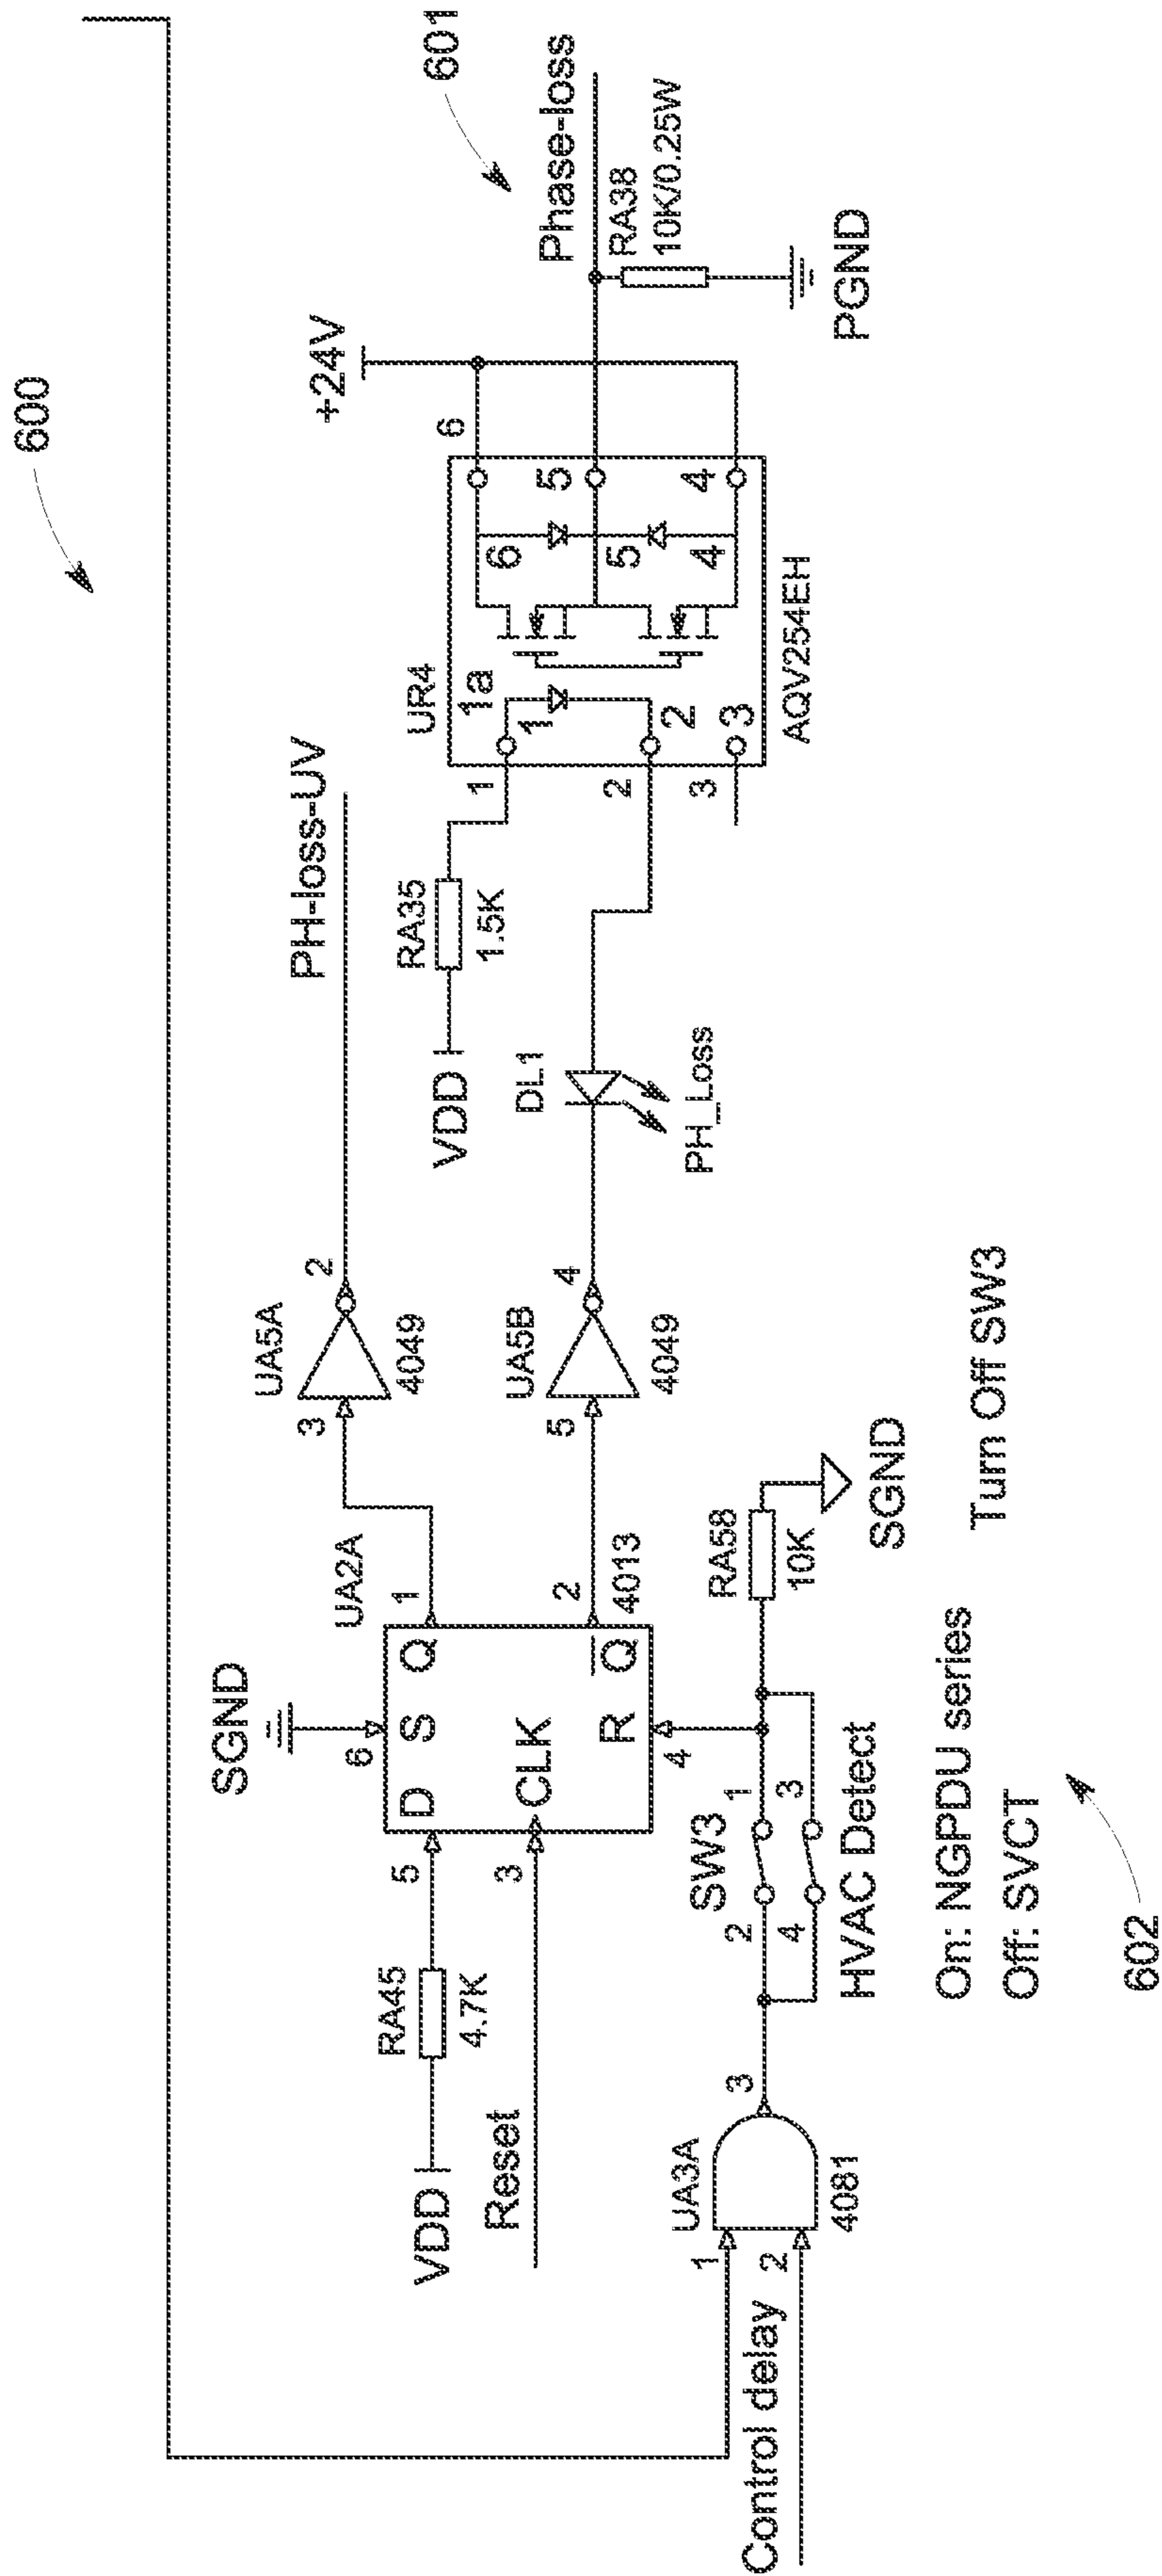 600
601
+24V
Phase-loss
RA38
10K/0.25W
PGND
PH-loss-UV
UR4
1a
1
1
2
2
3
3
6
6
5
5
4
4
AQV254EH
RA35
1.5K
VDD
DL1
PH_Loss
UA5A
3
2
4049
UA5B
5
4
4049
SGND
UA2A
6
D
S
Q
1
CLK
R
Q
2
4013
5
3
4
RA45
4.7K
VDD
Reset
RA58
10K
SGND
SW3
2
1
4
3
HVAC Detect
UA3A
1
2
3
4081
Control delay
On: NGPDU series
Off: SVCT
Turn Off SW3
602